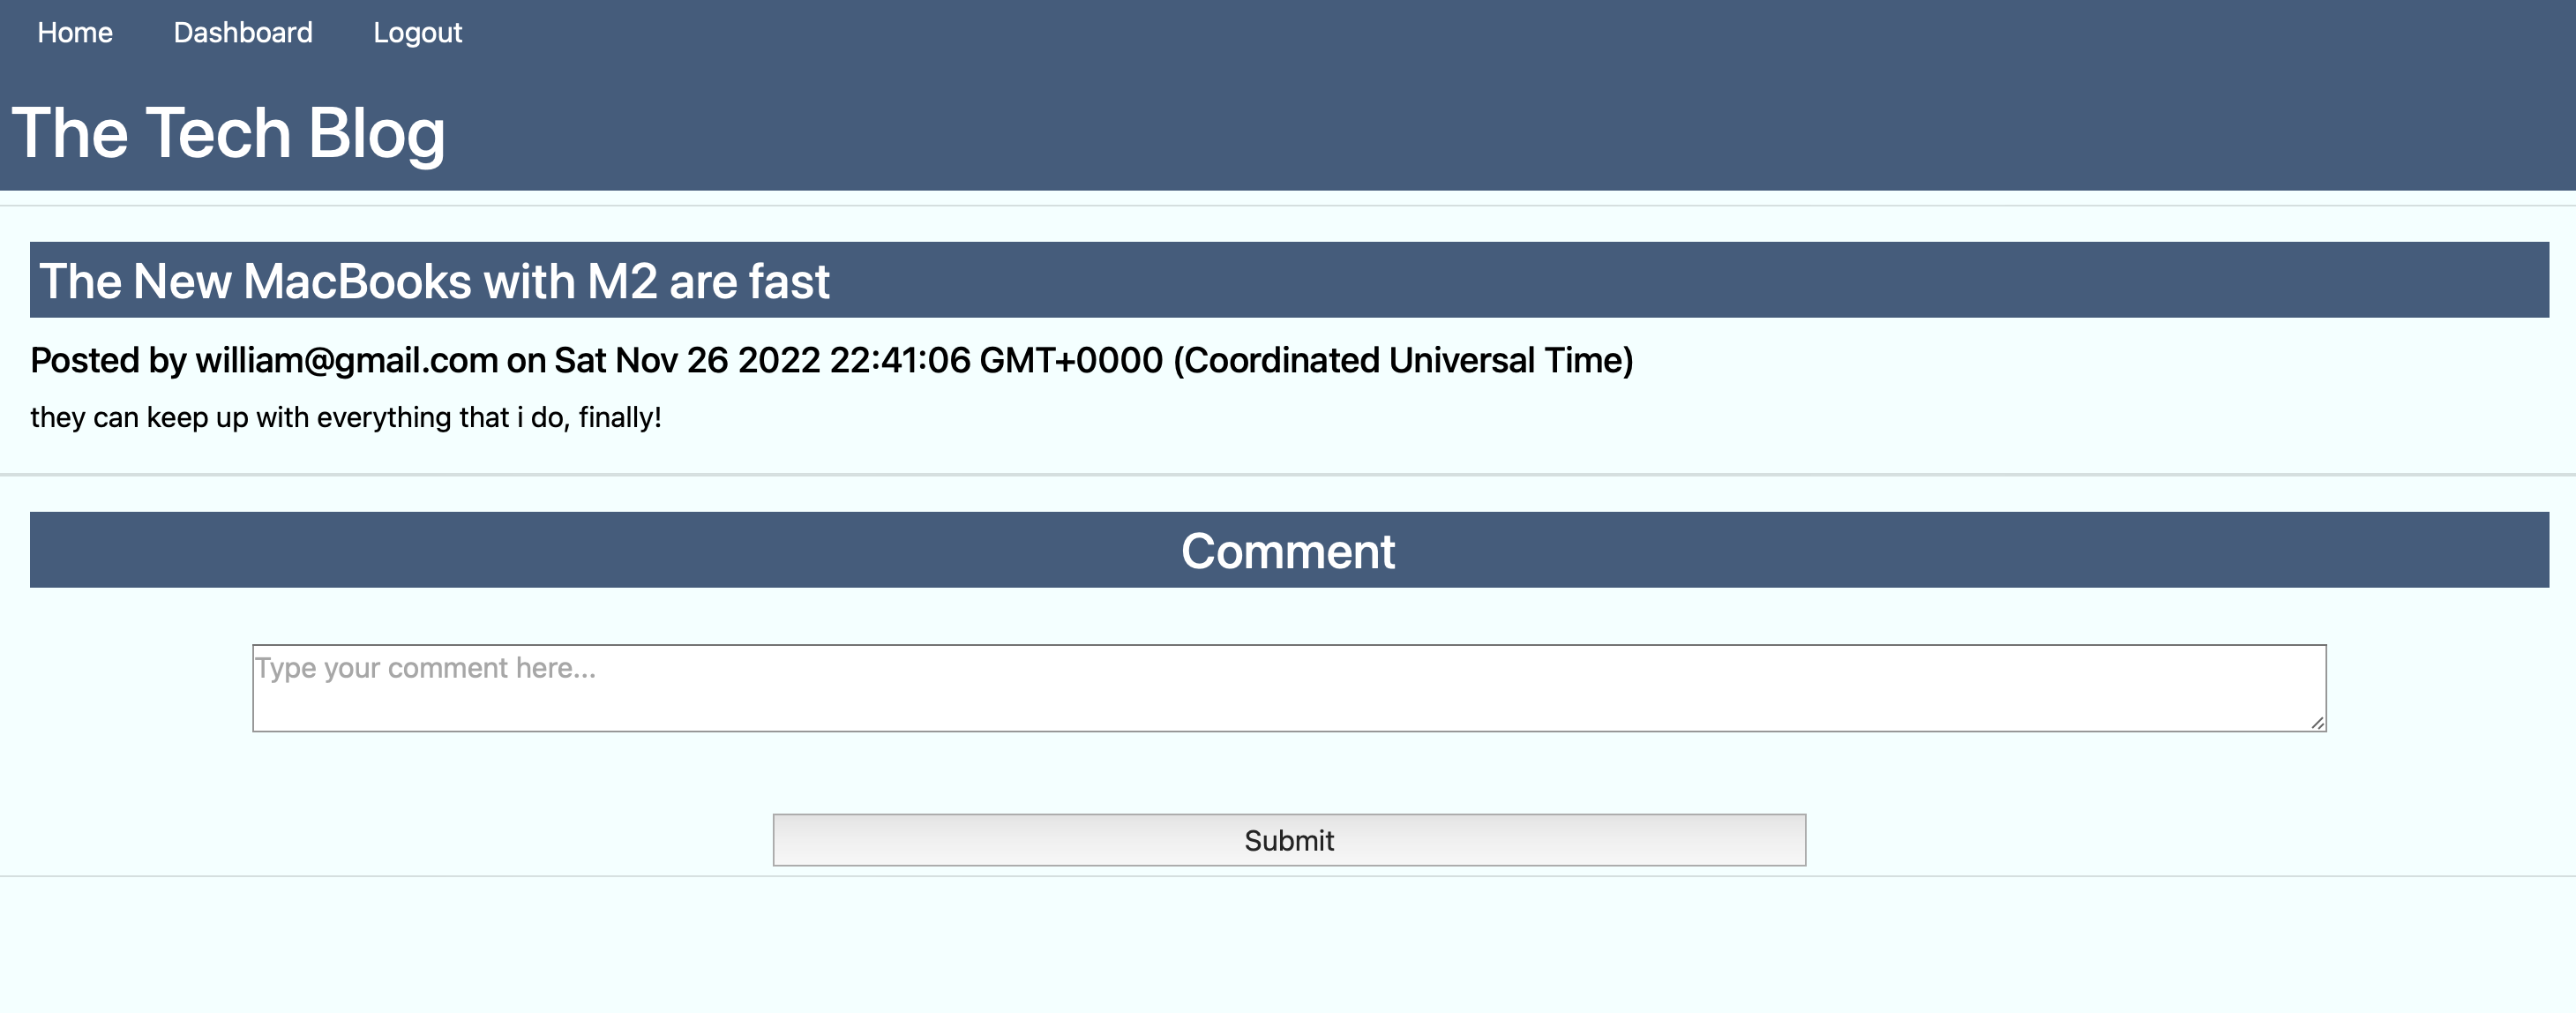 Home Dashboard Logout
The Tech Blog
The New MacBooks with M2 are fast
Posted by william@gmail.com on Sat Nov 26 2022 22:41:06 GMT+0000 (Coordinated Universal Time)
they can keep up with everything that i do, finally!
Comment
Type your comment here...
Submit